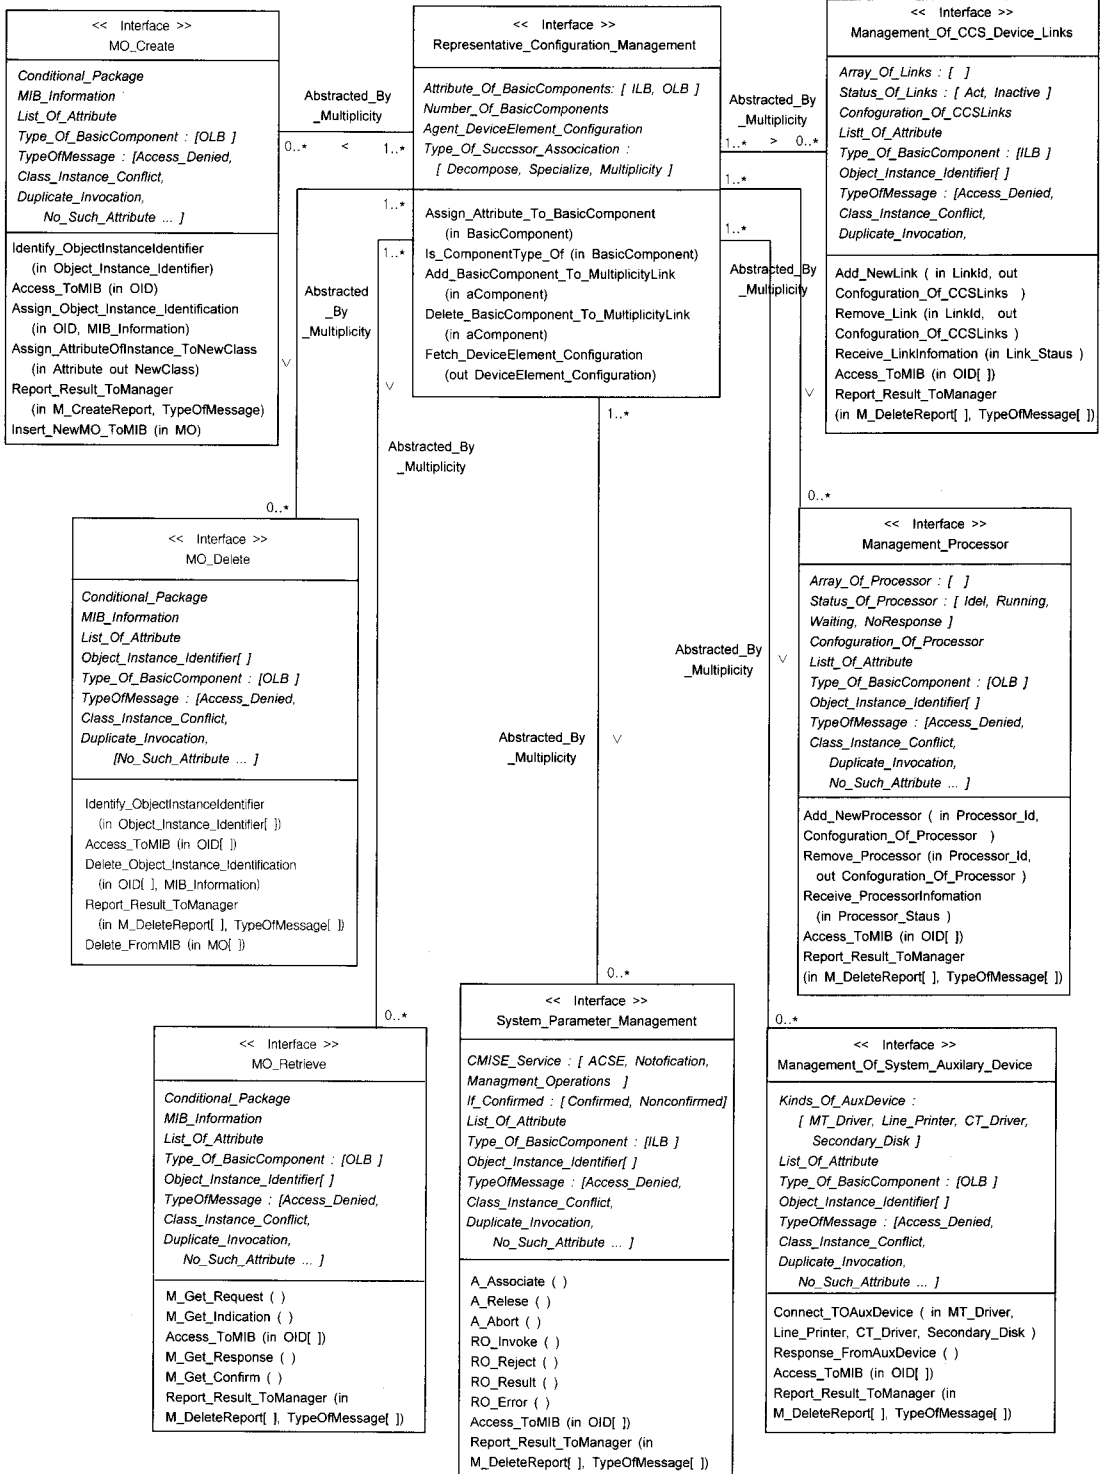 << Interface >>
MO_Create
Conditional_Package
MIB_Information
List_Of_Attribute
Type_Of_BasicComponent : [OLB ]
TypeOfMessage : [Access_Denied,
Class_Instance_Conflict,
Duplicate_Invocation,
No_Such_Attribute ... ]
Identify_ObjectInstanceIdentifier
(in Object_Instance_Identifier)
Access_ToMIB (in OID)
Assign_Object_Instance_Identification
(in OID, MIB_Information)
Assign_AttributeOfInstance_ToNewClass
(in Attribute out NewClass)
Report_Result_ToManager
(in M_CreateReport, TypeOfMessage)
Insert_NewMO_ToMIB (in MO)
Abstracted_By
_Multiplicity
0..* < 1..*
<< Interface >>
Representative_Configuration_Management
Attribute_Of_BasicComponents: [ ILB, OLB ]
Number_Of_BasicComponents
Agent_DeviceElement_Configuration
Type_Of_Succssor_Assocication :
[ Decompose, Specialize, Multiplicity ]
Assign_Attribute_To_BasicComponent
(in BasicComponent)
Is_ComponentType_Of (in BasicComponent)
Add_BasicComponent_To_MultiplicityLink
(in aComponent)
Delete_BasicComponent_To_MultiplicityLink
(in aComponent)
Fetch_DeviceElement_Configuration
(out DeviceElement_Configuration)
Abstracted_By
_Multiplicity
1..* > 0..*
<< Interface >>
Management_Of_CCS_Device_Links
Array_Of_Links : [ ]
Status_Of_Links : [ Act, Inactive ]
Confoguration_Of_CCSLinks
Listt_Of_Attribute
Type_Of_BasicComponent : [ILB ]
Object_Instance_Identifier[ ]
TypeOfMessage : [Access_Denied,
Class_Instance_Conflict,
Duplicate_Invocation,
Add_NewLink ( in LinkId, out
Confoguration_Of_CCSLinks )
Remove_Link (in LinkId, out
Confoguration_Of_CCSLinks )
Receive_LinkInfomation (in Link_Staus )
Access_ToMIB (in OID[ ])
Report_Result_ToManager
(in M_DeleteReport[ ], TypeOfMessage[ ])
1..*
1..*
1..*
1..*
1..*
Abstracted
_By
_Multiplicity
V
V
Abstracted_By
_Multiplicity
Abstracted_By
_Multiplicity
V
0..*
0..*
<< Interface >>
MO_Delete
Conditional_Package
MIB_Information
List_Of_Attribute
Object_Instance_Identifier[ ]
Type_Of_BasicComponent : [OLB ]
TypeOfMessage : [Access_Denied,
Class_Instance_Conflict,
Duplicate_Invocation,
[No_Such_Attribute ... ]
Identify_ObjectInstanceIdentifier
(in Object_Instance_Identifier[ ])
Access_ToMIB (in OID[ ])
Delete_Object_Instance_Identification
(in OID[ ], MIB_Information)
Report_Result_ToManager
(in M_DeleteReport[ ], TypeOfMessage[ ])
Delete_FromMIB (in MO[ ])
Abstracted_By
_Multiplicity
V
Abstracted_By
_Multiplicity
V
<< Interface >>
Management_Processor
Array_Of_Processor : [ ]
Status_Of_Processor : [ Idel, Running,
Waiting, NoResponse ]
Confoguration_Of_Processor
Listt_Of_Attribute
Type_Of_BasicComponent : [OLB ]
Object_Instance_Identifier[ ]
TypeOfMessage : [Access_Denied,
Class_Instance_Conflict,
Duplicate_Invocation,
No_Such_Attribute ... ]
Add_NewProcessor ( in Processor_Id,
Confoguration_Of_Processor )
Remove_Processor (in Processor_Id,
out Confoguration_Of_Processor )
Receive_ProcessorInfomation
(in Processor_Staus )
Access_ToMIB (in OID[ ])
Report_Result_ToManager
(in M_DeleteReport[ ], TypeOfMessage[ ])
0..*
0..*
0..*
<< Interface >>
MO_Retrieve
Conditional_Package
MIB_Information
List_Of_Attribute
Type_Of_BasicComponent : [OLB ]
Object_Instance_Identifier[ ]
TypeOfMessage : [Access_Denied,
Class_Instance_Conflict,
Duplicate_Invocation,
No_Such_Attribute ... ]
M_Get_Request ( )
M_Get_Indication ( )
Access_ToMIB (in OID[ ])
M_Get_Response ( )
M_Get_Confirm ( )
Report_Result_ToManager (in
M_DeleteReport[ ], TypeOfMessage[ ])
<< Interface >>
System_Parameter_Management
CMISE_Service : [ ACSE, Notofication,
Managment_Operations ]
If_Confirmed : [Confirmed, Nonconfirmed]
List_Of_Attribute
Type_Of_BasicComponent : [ILB ]
Object_Instance_Identifier[ ]
TypeOfMessage : [Access_Denied,
Class_Instance_Conflict,
Duplicate_Invocation,
No_Such_Attribute ... ]
A_Associate ( )
A_Relese ( )
A_Abort ( )
RO_Invoke ( )
RO_Reject ( )
RO_Result ( )
RO_Error ( )
Access_ToMIB (in OID[ ])
Report_Result_ToManager (in
M_DeleteReport[ ], TypeOfMessage[ ])
<< Interface >>
Management_Of_System_Auxilary_Device
Kinds_Of_AuxDevice :
[ MT_Driver, Line_Printer, CT_Driver,
Secondary_Disk ]
List_Of_Attribute
Type_Of_BasicComponent : [OLB ]
Object_Instance_Identifier[ ]
TypeOfMessage : [Access_Denied,
Class_Instance_Conflict,
Duplicate_Invocation,
No_Such_Attribute ... ]
Connect_TOAuxDevice ( in MT_Driver,
Line_Printer, CT_Driver, Secondary_Disk )
Response_FromAuxDevice ( )
Access_ToMIB (in OID[ ])
Report_Result_ToManager (in
M_DeleteReport[ ], TypeOfMessage[ ])